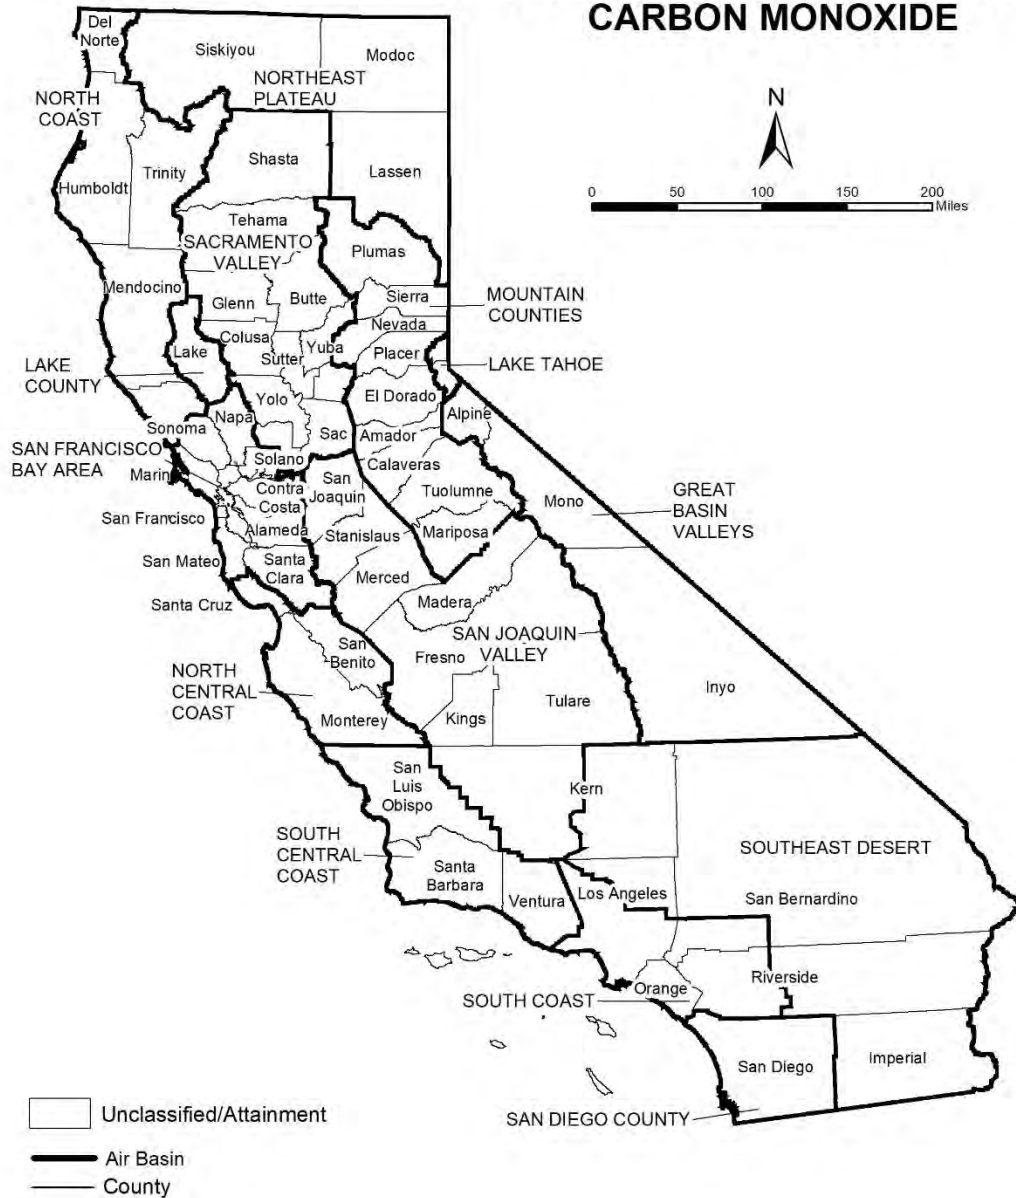 CARBON MONOXIDE
Del
Norte
Siskiyou
Modoc
NORTHEAST
PLATEAU
NORTH
COAST
N
Shasta
Trinity
Lassen
Humboldt
0 50 100 150 200
Miles
Tehama
SACRAMENTO
VALLEY
Plumas
Mendocino
Glenn
Butte
Sierra
MOUNTAIN
COUNTIES
Nevada
Colusa
Sutter
Yuba
Placer
Lake
LAKE TAHOE
LAKE
COUNTY
Yolo
El Dorado
Napa
Alpine
Sonoma
Sac
Amador
SAN FRANCISCO
BAY AREA
Solano
Calaveras
Marin
San
Joaquin
Contra
Costa
Tuolumne
Mono
GREAT
BASIN
VALLEYS
San Francisco
Alameda
Stanislaus
Mariposa
San Mateo
Santa
Clara
Merced
Santa Cruz
Madera
San
Benito
SAN JOAQUIN
VALLEY
Fresno
NORTH
CENTRAL
COAST
Inyo
Tulare
Monterey
Kings
San
Luis
Obispo
Kern
SOUTH
CENTRAL
COAST
SOUTHEAST DESERT
Santa
Barbara
Ventura
Los Angeles
San Bernardino
Riverside
Orange
SOUTH COAST
Imperial
San Diego
SAN DIEGO COUNTY
Unclassified/Attainment
Air Basin
County